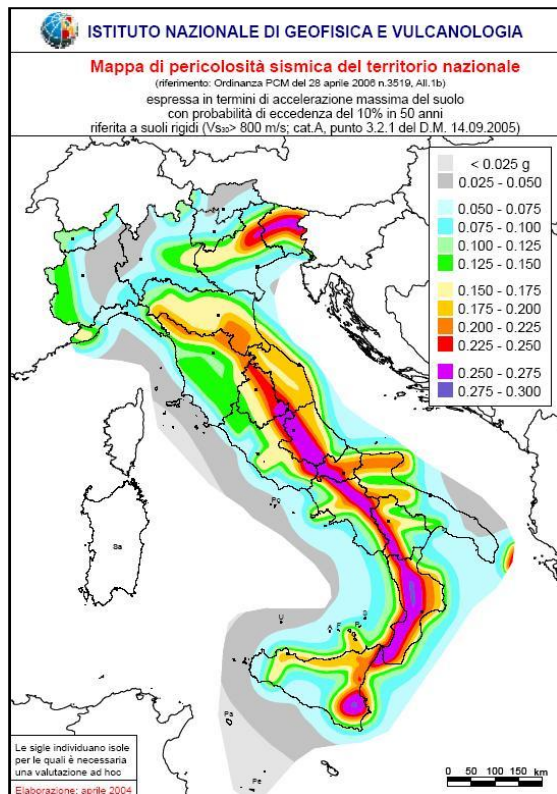 ISTITUTO NAZIONALE DI GEOFISICA E VULCANOLOGIA
Mappa di pericolosità sismica del territorio nazionale
(riferimento: Ordinanza PCM del 28 aprile 2006 n.3519, All.1b)
espressa in termini di accelerazione massima del suolo
con probabilità di eccedenza del 10% in 50 anni
riferita a suoli rigidi (Vs₃₀> 800 m/s; cat.A, punto 3.2.1 del D.M. 14.09.2005)
< 0.025 g
0.025 - 0.050
0.050 - 0.075
0.075 - 0.100
0.100 - 0.125
0.125 - 0.150
0.150 - 0.175
0.175 - 0.200
0.200 - 0.225
0.225 - 0.250
0.250 - 0.275
0.275 - 0.300
Sa
U
A
F
Pa
Pe
Le sigle individuano isole
per le quali è necessaria
una valutazione ad hoc
Elaborazione: aprile 2004
0 50 100 150
km